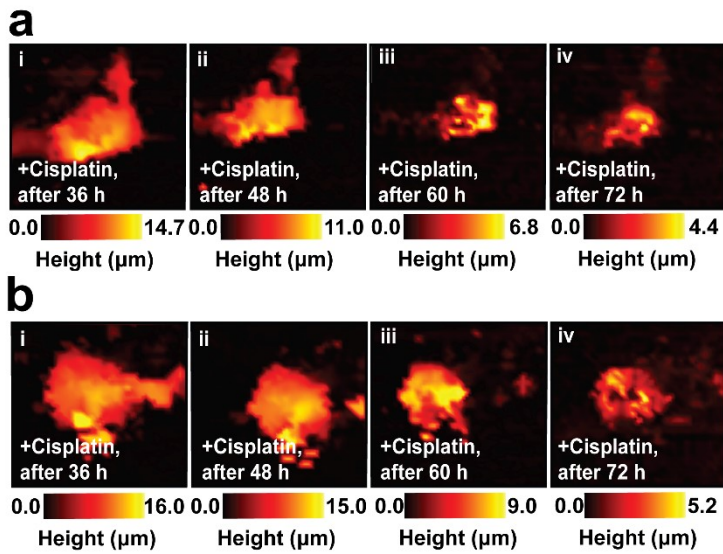 a
i
ii
iii
iv
+Cisplatin,
after 36 h
+Cisplatin,
after 48 h
+Cisplatin,
after 60 h
+Cisplatin,
after 72 h
0.0 14.7
0.0 11.0
0.0 6.8
0.0 4.4
Height (µm)
Height (µm)
Height (µm)
Height (µm)
b
i
ii
iii
iv
+Cisplatin,
after 36 h
+Cisplatin,
after 48 h
+Cisplatin,
after 60 h
+Cisplatin,
after 72 h
0.0 16.0
0.0 15.0
0.0 9.0
0.0 5.2
Height (µm)
Height (µm)
Height (µm)
Height (µm)